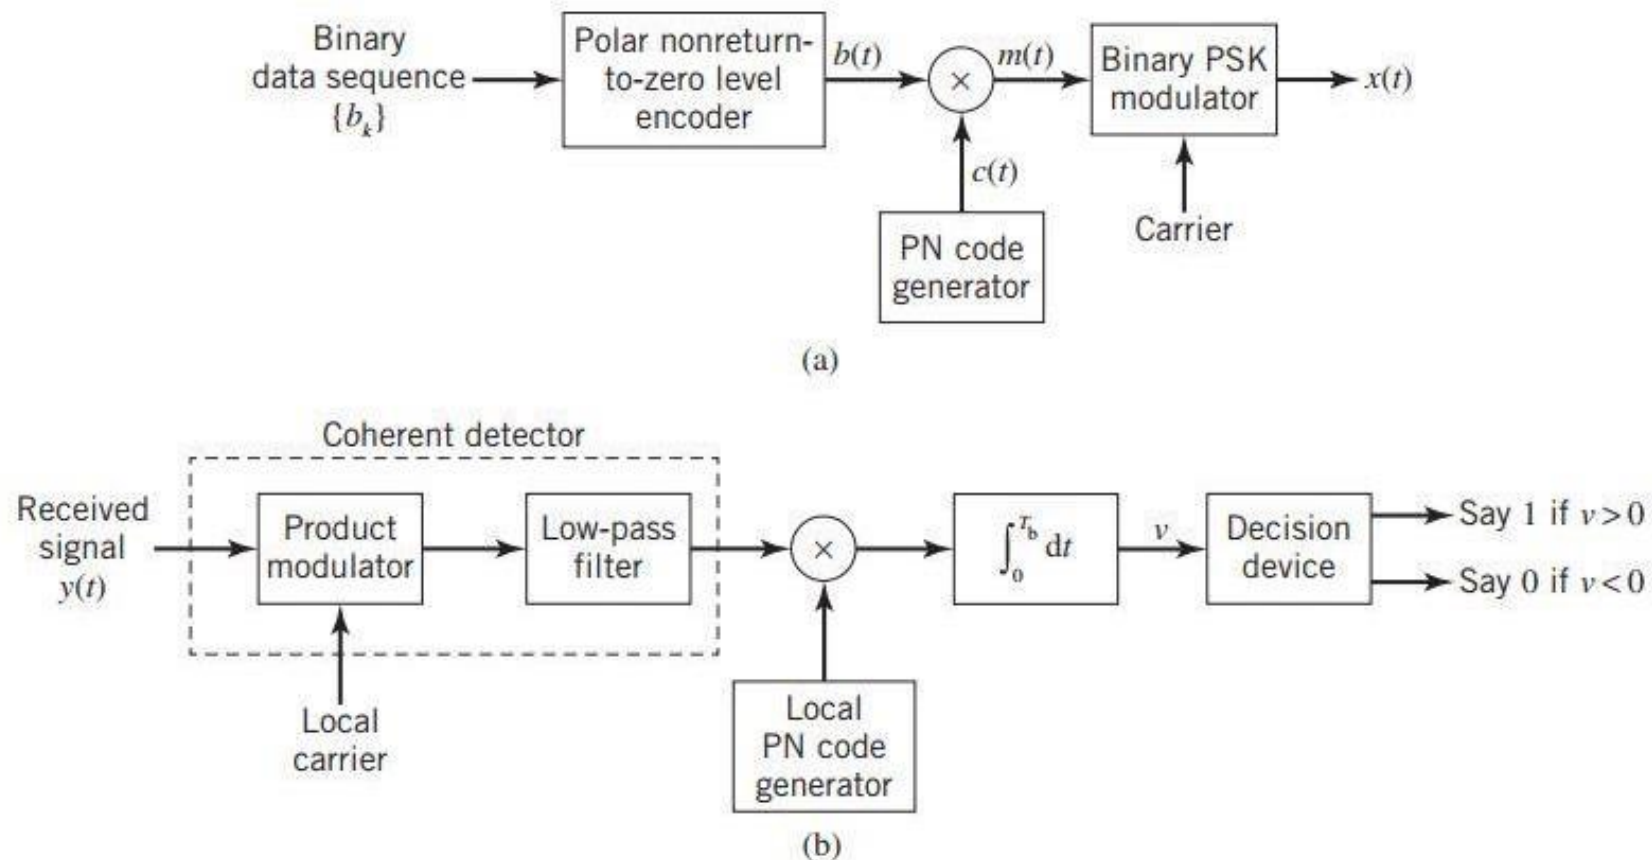 Binary
data sequence
{b_k}
Polar nonreturn-
to-zero level
encoder
b(t)
×
m(t)
Binary PSK
modulator
x(t)
c(t)
PN code
generator
Carrier
(a)
Coherent detector
Received
signal
y(t)
Product
modulator
Low-pass
filter
×
∫₀^{T_b} dt
v
Decision
device
Say 1 if v > 0
Say 0 if v < 0
Local
carrier
Local
PN code
generator
(b)